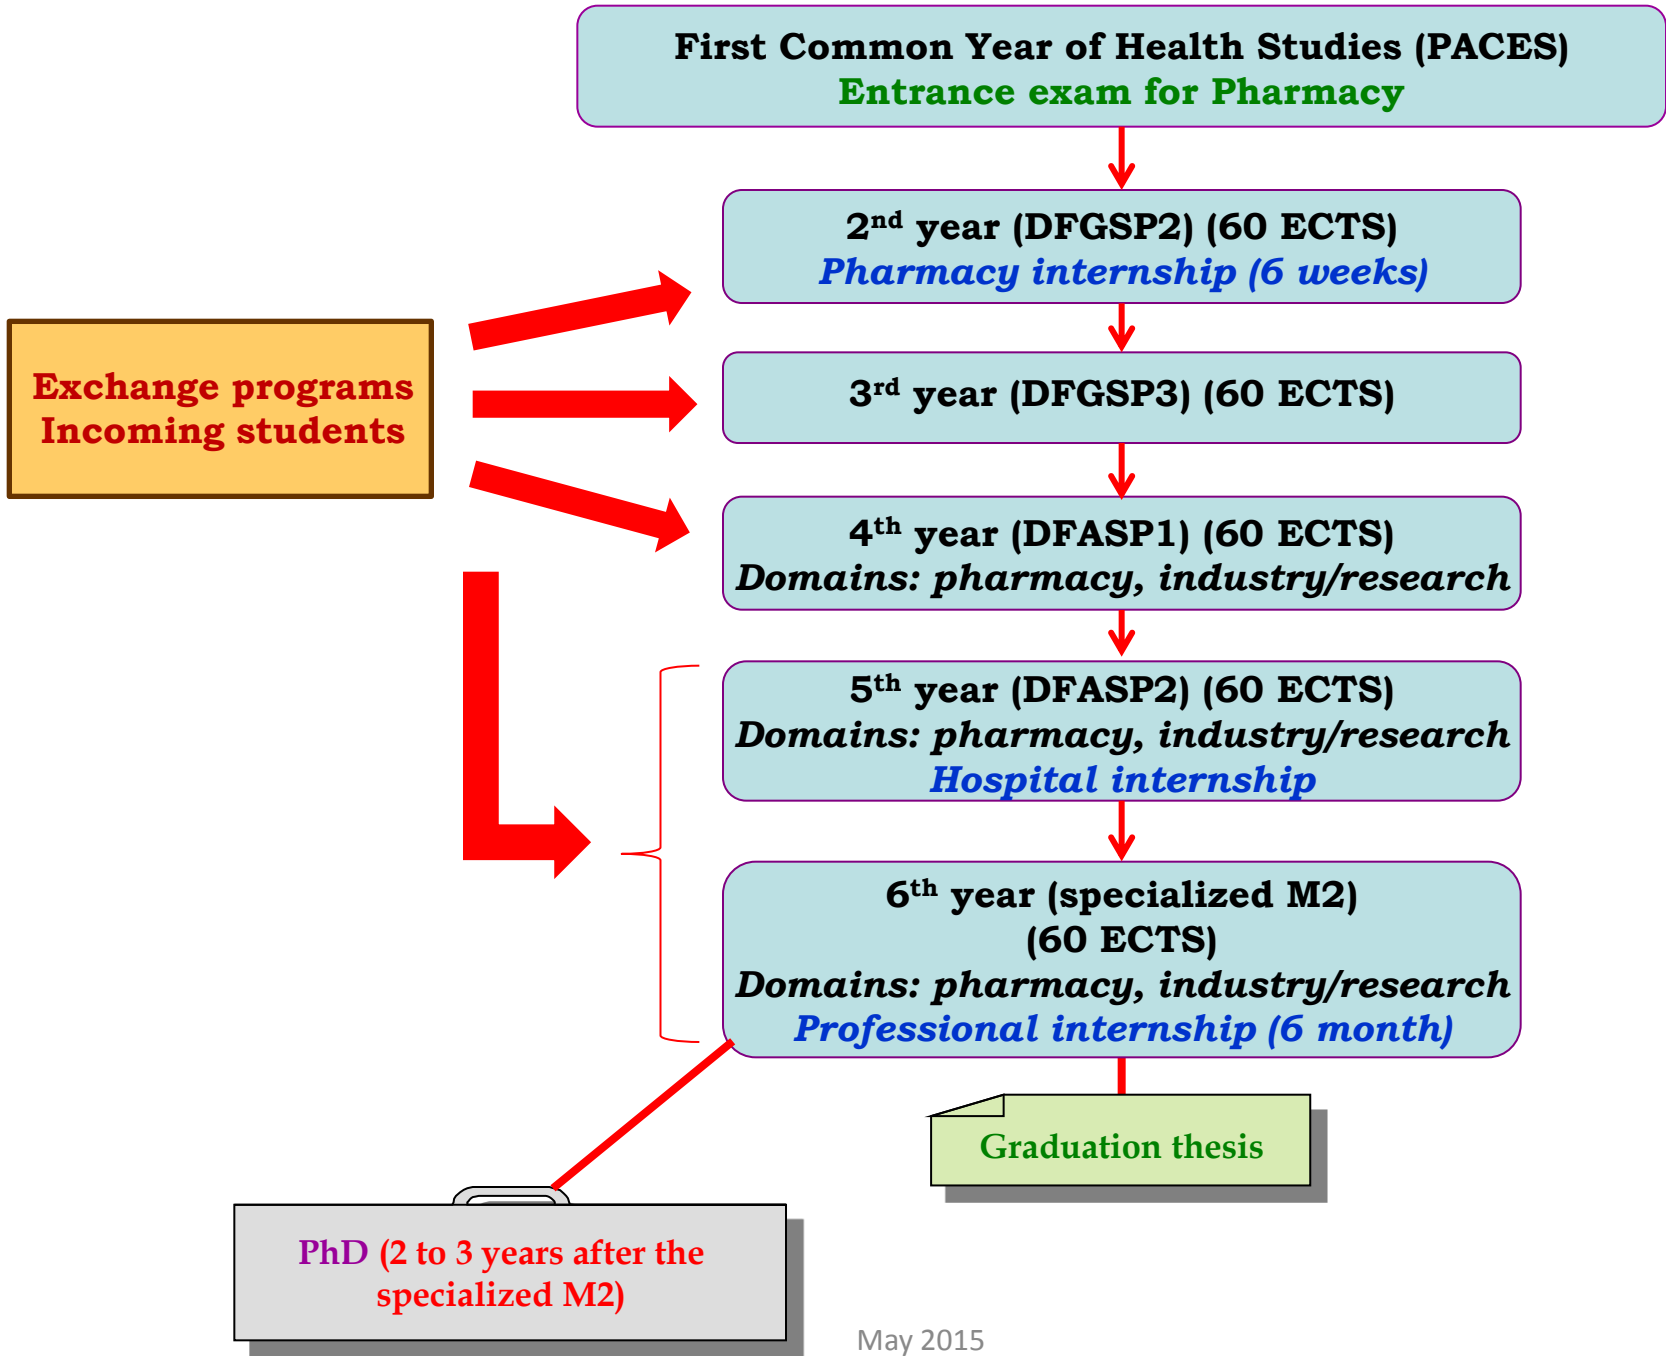 First Common Year of Health Studies (PACES)
Entrance exam for Pharmacy
2nd year (DFGSP2) (60 ECTS)
Pharmacy internship (6 weeks)
Exchange programs
Incoming students
3rd year (DFGSP3) (60 ECTS)
4th year (DFASP1) (60 ECTS)
Domains: pharmacy, industry/research
5th year (DFASP2) (60 ECTS)
Domains: pharmacy, industry/research
Hospital internship
6th year (specialized M2)
(60 ECTS)
Domains: pharmacy, industry/research
Professional internship (6 month)
Graduation thesis
PhD (2 to 3 years after the
specialized M2)
May 2015